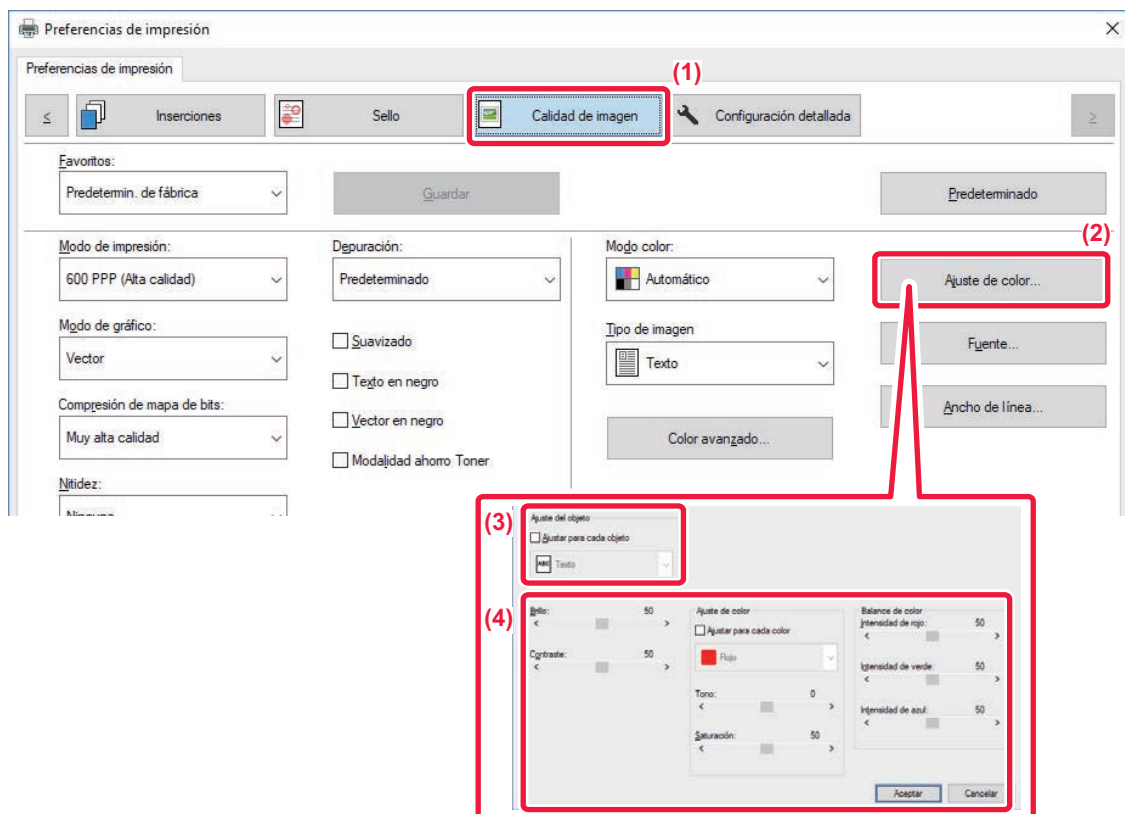 Preferencias de impresión
Preferencias de impresión
(1)
<
Inserciones
Sello
Calidad de imagen
Configuración detallada
>
Favoritos:
Predetermin. de fábrica
Guardar
Predeterminado
(2)
Modo de impresión:
Depuración:
Modo color:
600 PPP (Alta calidad)
Predeterminado
Automático
Ajuste de color...
Modo de gráfico:
Suavizado
Tipo de imagen
Fuente...
Vector
Texto
Texto en negro
Compresión de mapa de bits:
Vector en negro
Ancho de línea...
Muy alta calidad
Color avanzado...
Modalidad ahorro Toner
Nitidez:
Ninguno
(3)
Ajuste del objeto
Ajustar para cada objeto
ABC Texto
(4)
Brillo: 50
Contraste: 50
Ajuste de color
Ajustar para cada color
Rojo
Tono: 0
Saturación: 50
Balance de color
Intensidad de rojo: 50
Intensidad de verde: 50
Intensidad de azul: 50
Aceptar
Cancelar